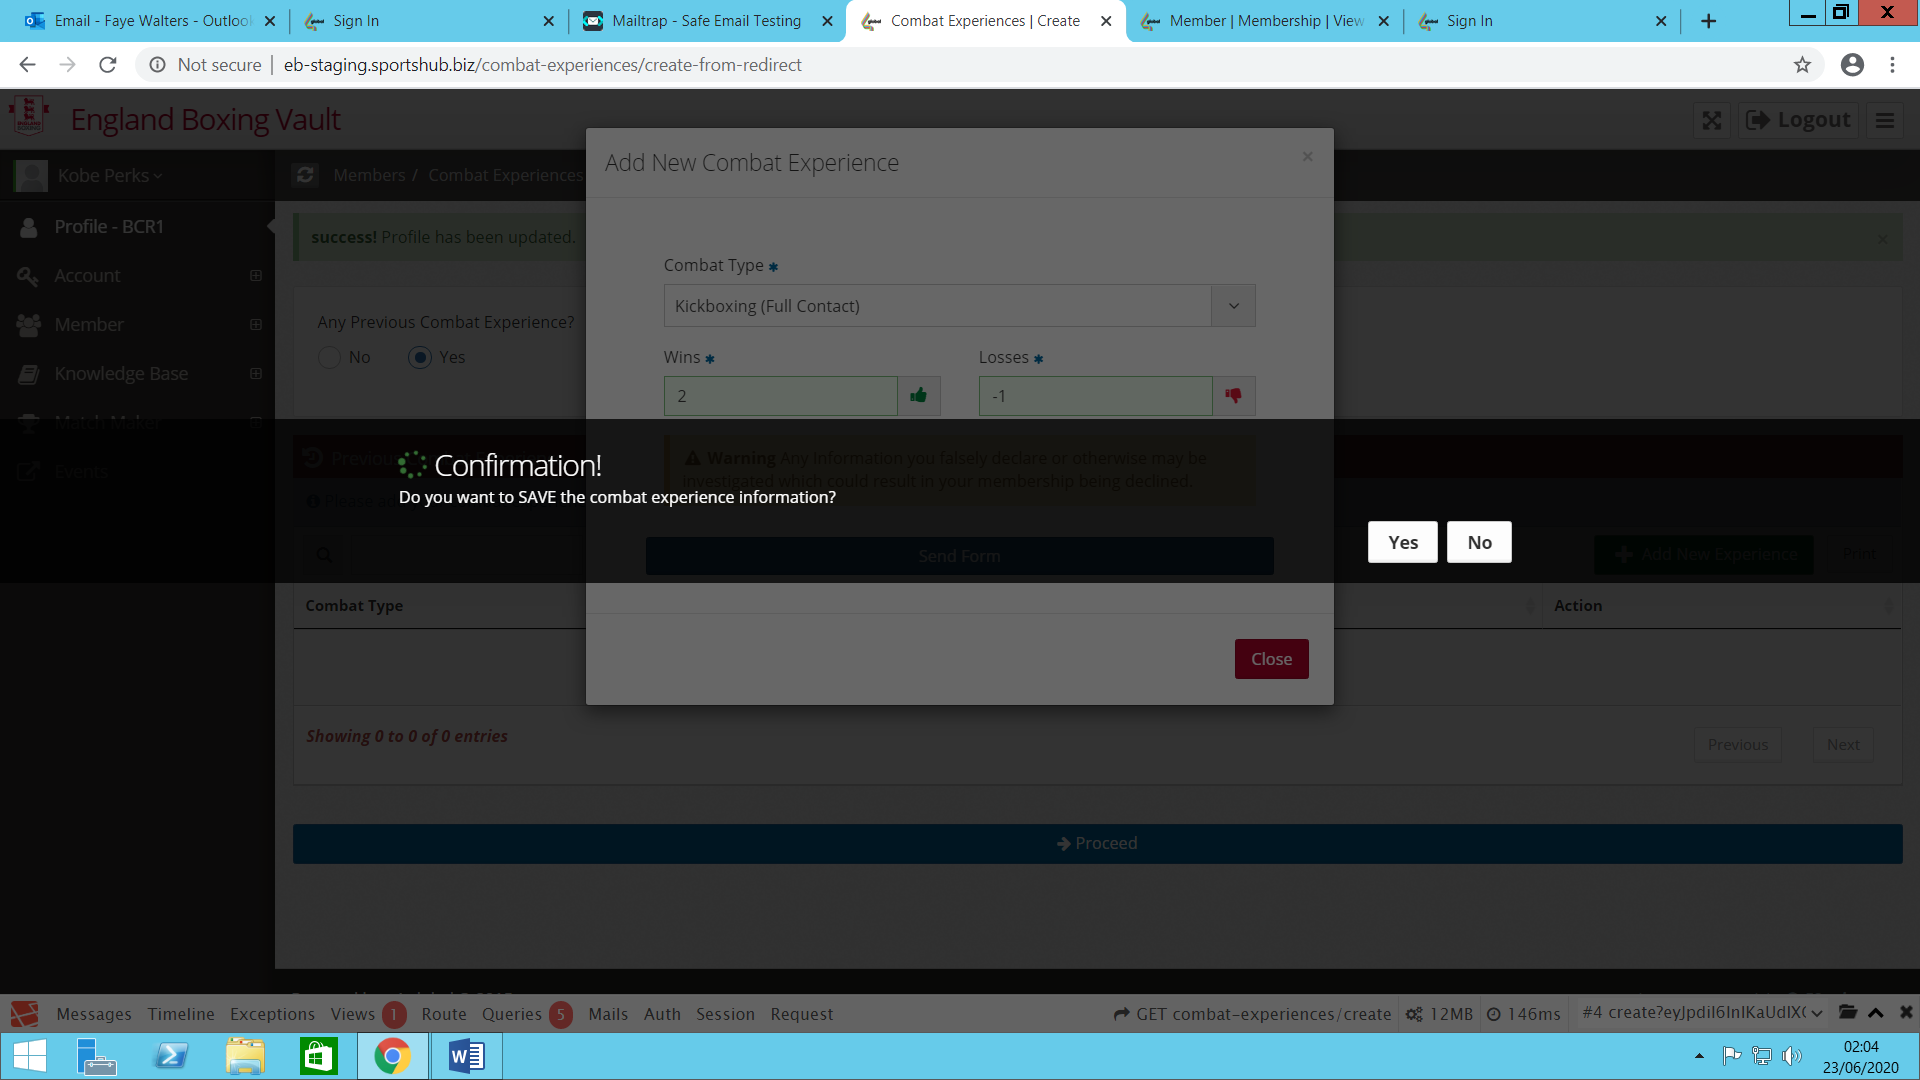 Email - Faye Walters - Outloo
Sign In
Mailtrap - Safe Email Testing
Combat Experiences | Create
Member | Membership | View
Sign In
Not secure
eb-staging.sportshub.biz/combat-experiences/create-from-redirect
England Boxing Vault
Logout
Kobe Perks
Members / Combat Experiences
Add New Combat Experience
Profile - BCR1
success! Profile has been updated.
Account
Combat Type *
Kickboxing (Full Contact)
Member
Any Previous Combat Experience?
No
Yes
Wins *
Losses *
Knowledge Base
2
-1
Match Maker
Previous
Warning Any information you falsely declare or otherwise may be
investigated which could result in your membership being declined.
Events
Confirmation!
Do you want to SAVE the combat experience information?
Yes
No
Send Form
Add New Experience
Print
Combat Type
Action
Close
Showing 0 to 0 of 0 entries
Previous
Next
Proceed
Messages
Timeline
Exceptions
Views 1
Route
Queries 5
Mails
Auth
Session
Request
GET combat-experiences/create
12MB
146ms
02:04
23/06/2020